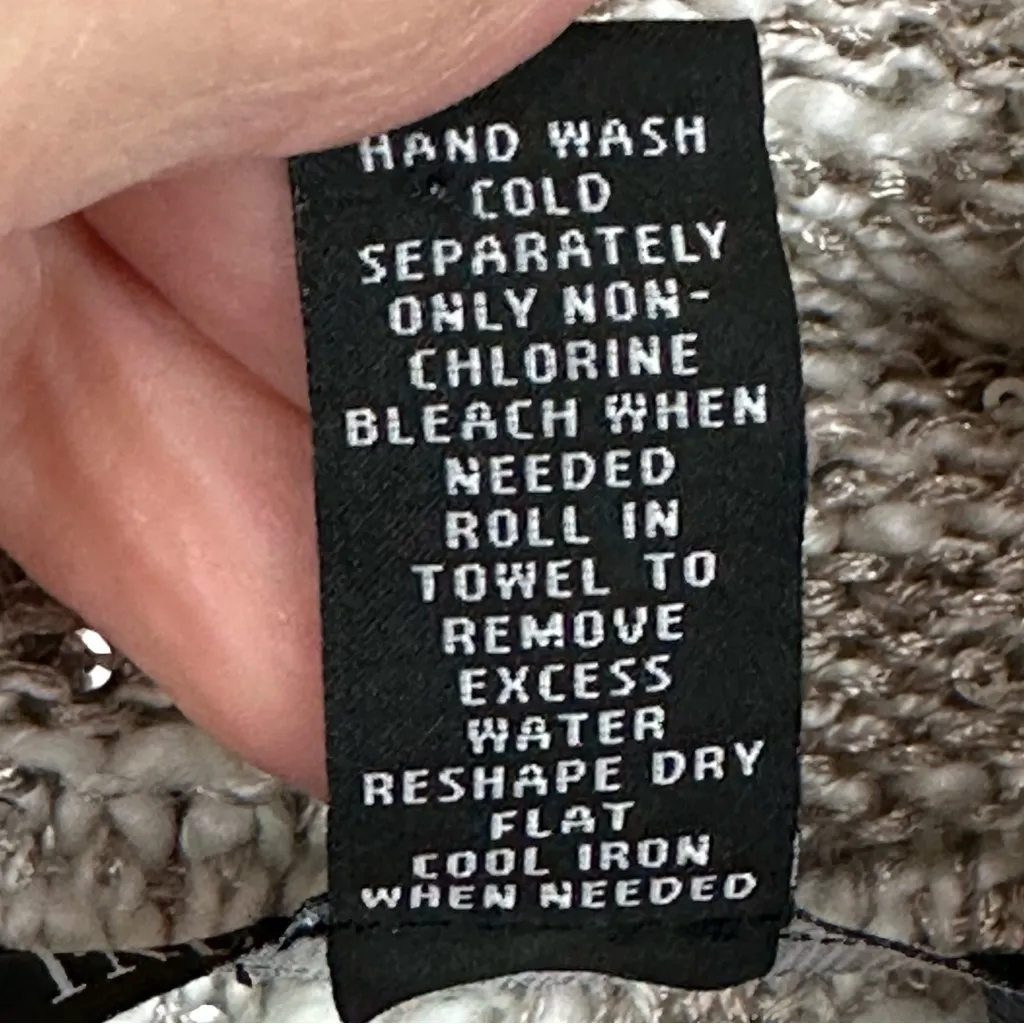 HAND WASH
COLD
SEPARATELY
ONLY NON-
CHLORINE
BLEACH WHEN
NEEDED
ROLL IN
TOWEL TO
REMOVE
EXCESS
WATER
RESHAPE DRY
FLAT
COOL IRON
WHEN NEEDED